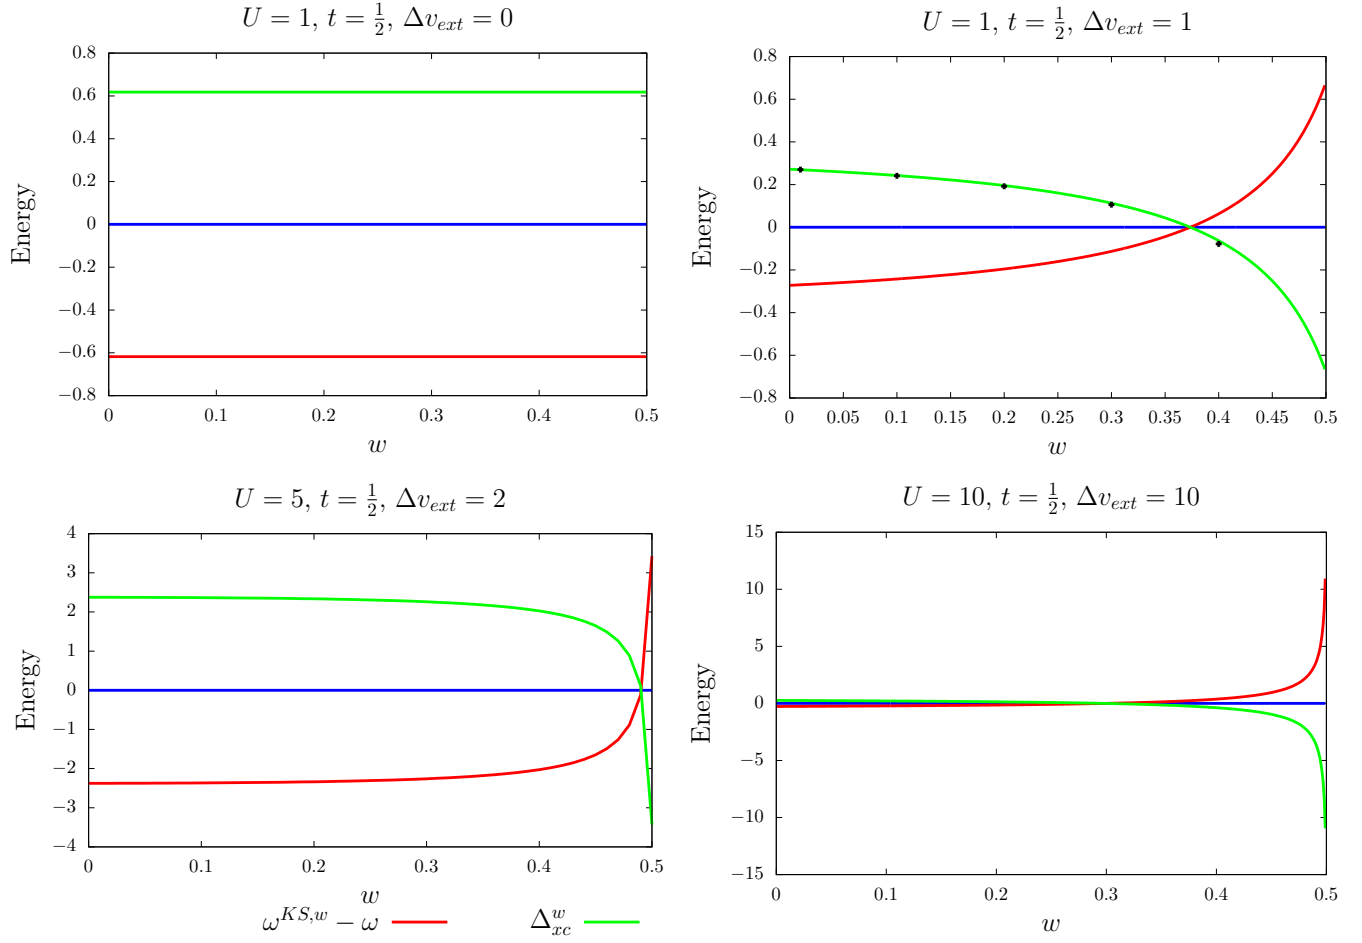 U = 1, t = 1/2, Δv_ext = 0
0.8
0.6
0.4
0.2
0
−0.2
−0.4
−0.6
−0.8
Energy
0 0.1 0.2 0.3 0.4 0.5
w
U = 1, t = 1/2, Δv_ext = 1
0.8
0.6
0.4
0.2
0
−0.2
−0.4
−0.6
−0.8
Energy
0 0.05 0.1 0.15 0.2 0.25 0.3 0.35 0.4 0.45 0.5
w
U = 5, t = 1/2, Δv_ext = 2
4
3
2
1
0
−1
−2
−3
−4
Energy
0 0.1 0.2 0.3 0.4 0.5
w
U = 10, t = 1/2, Δv_ext = 10
15
10
5
0
−5
−10
−15
Energy
0 0.1 0.2 0.3 0.4 0.5
w
ω^{KS,w} − ω Δ^w_{xc}